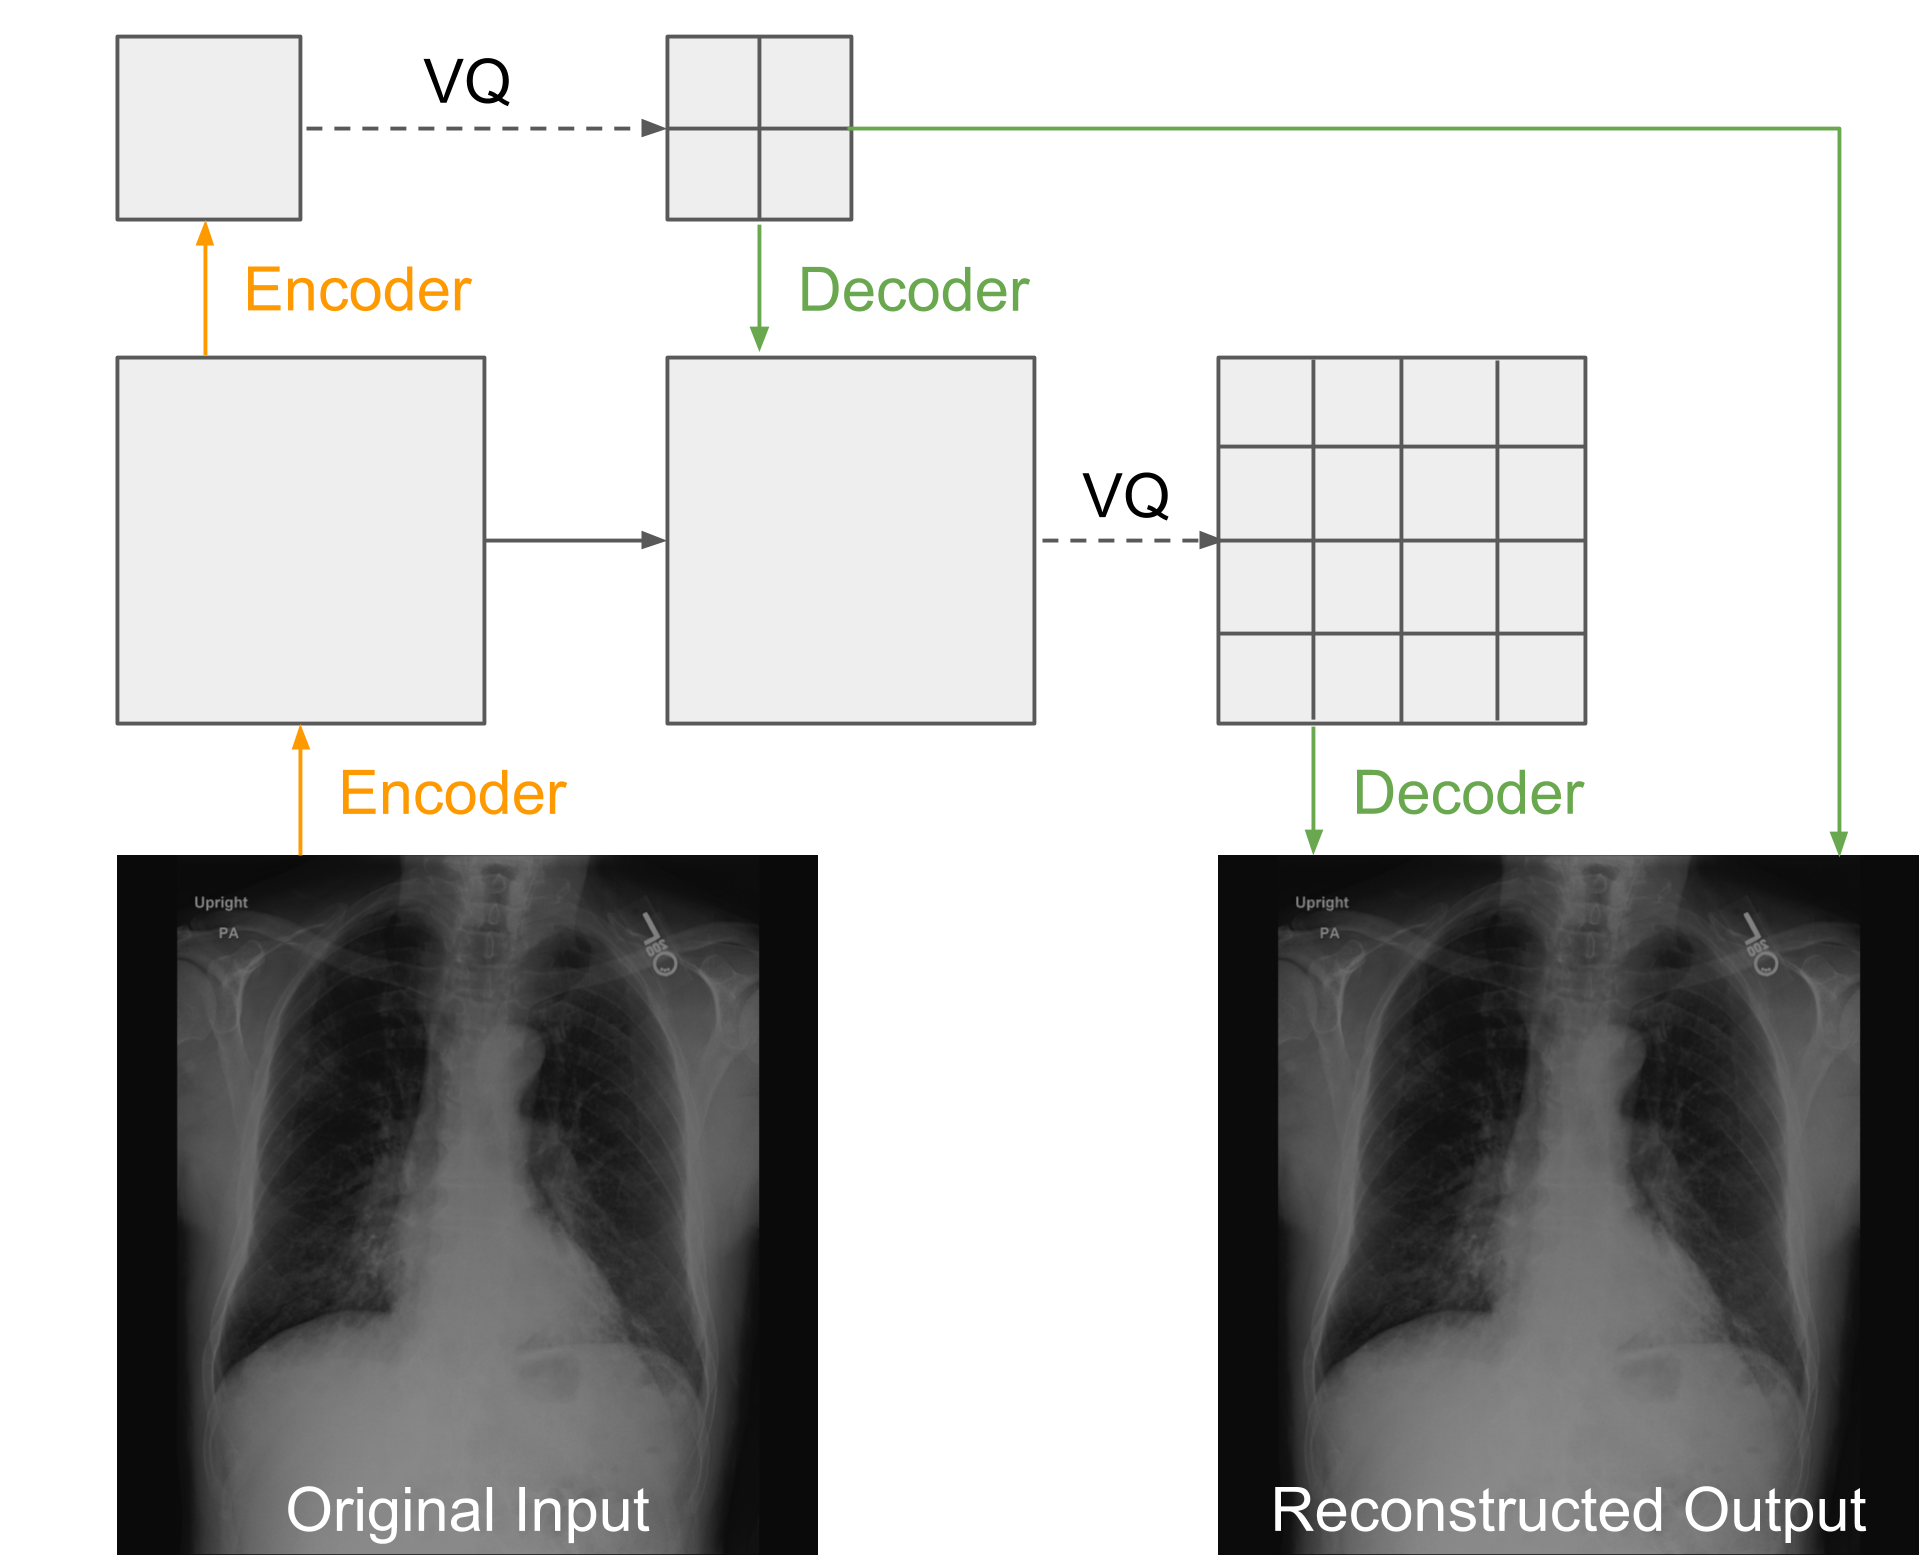 VQ
Encoder
Decoder
VQ
Encoder
Decoder
Upright
PA
L
200
Original Input
Upright
PA
L
200
Reconstructed Output